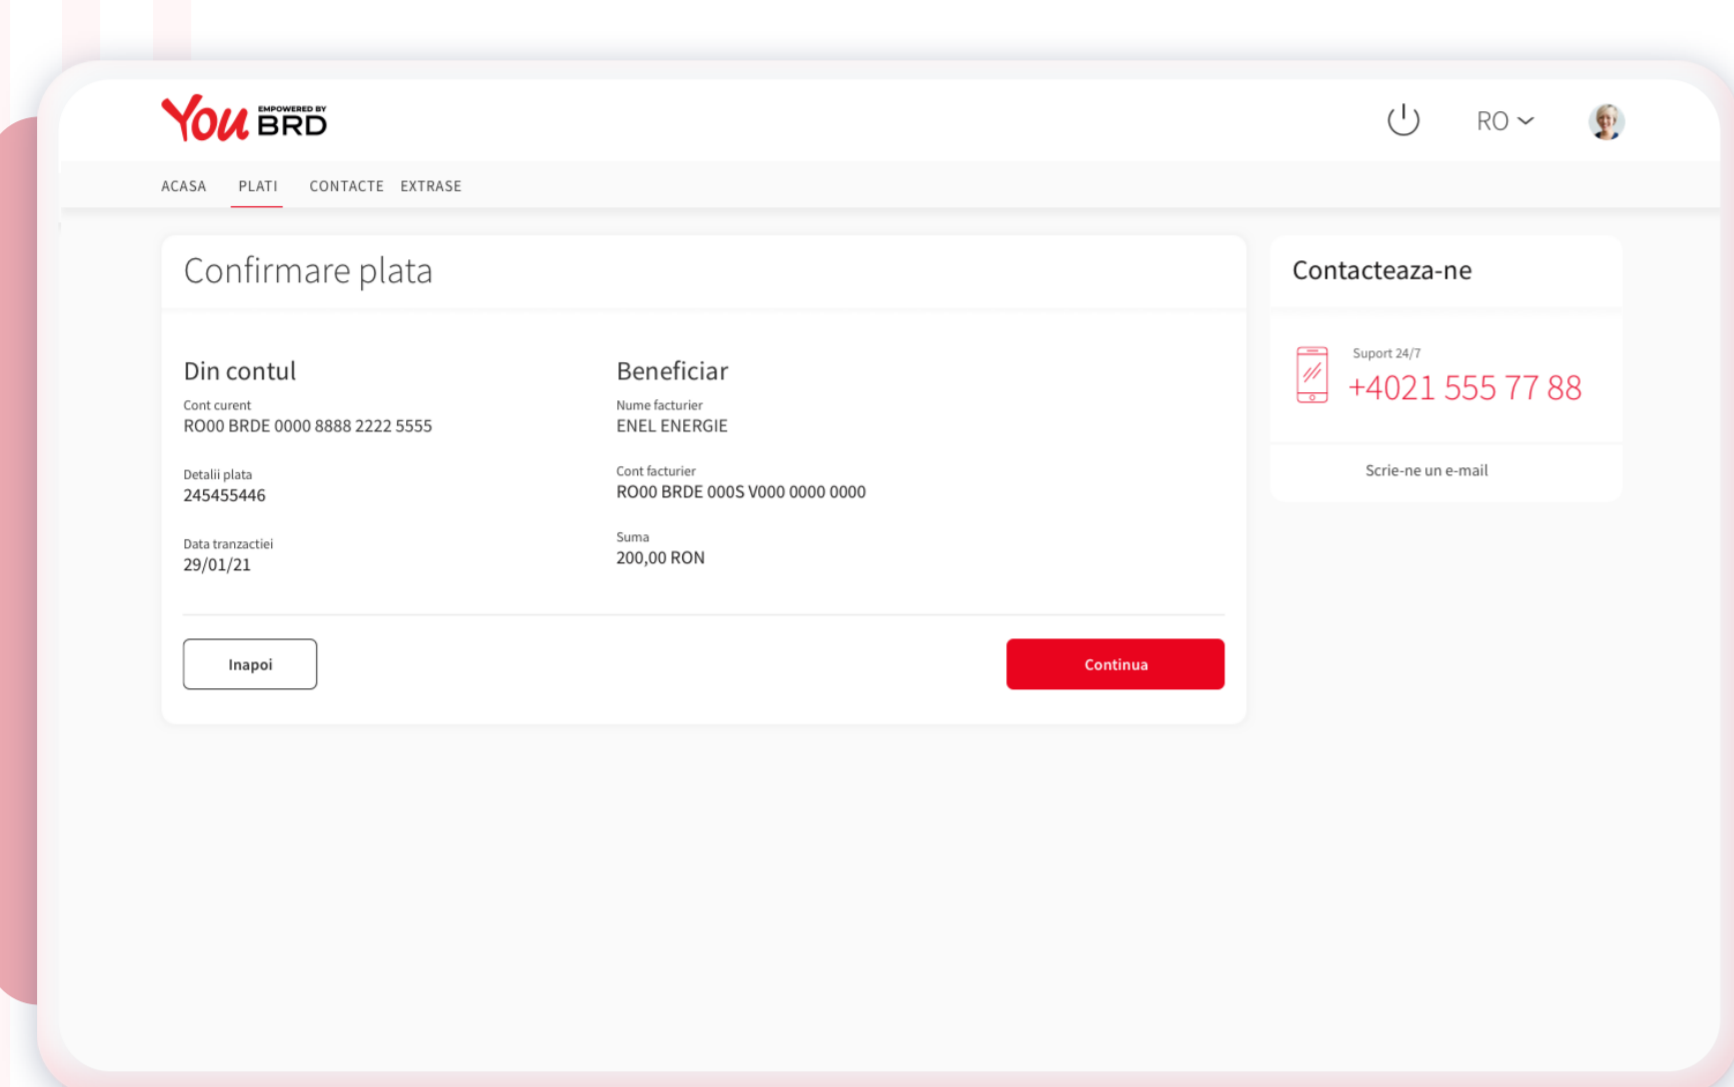 You EMPOWERED BY BRD
RO
ACASA PLATI CONTACTE EXTRASE
Confirmare plata
Din contul
Cont curent
RO00 BRDE 0000 8888 2222 5555
Detalii plata
245455446
Data tranzactiei
29/01/21
Beneficiar
Nume facturier
ENEL ENERGIE
Cont facturier
RO00 BRDE 000S V000 0000 0000
Suma
200,00 RON
Inapoi
Continua
Contacteaza-ne
Suport 24/7
+4021 555 77 88
Scrie-ne un e-mail